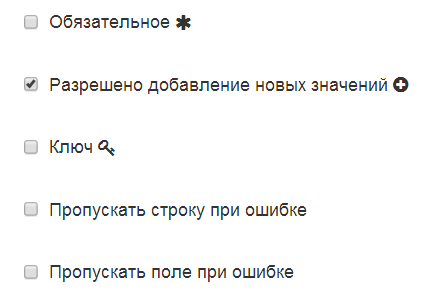 Обязательное
Разрешено добавление новых значений
Ключ
Пропускать строку при ошибке
Пропускать поле при ошибке